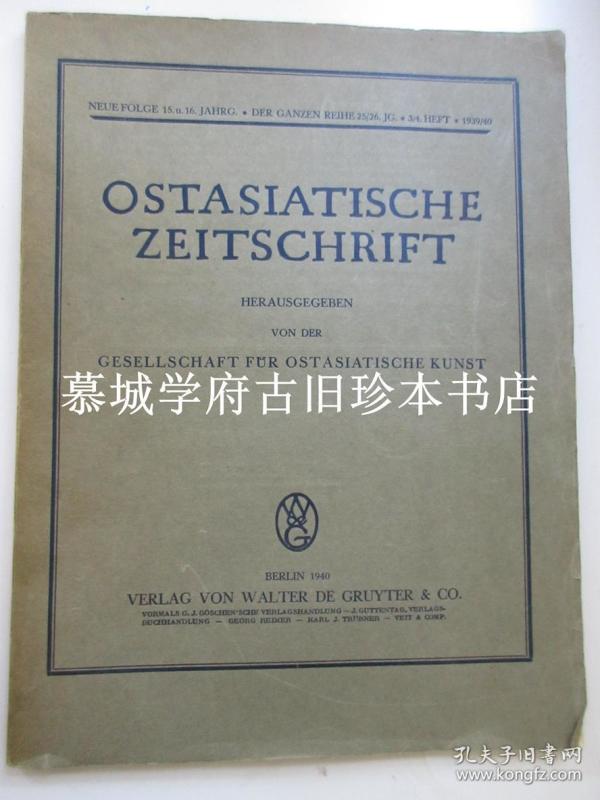 NEUE FOLGE 15. u. 16. JAHRG. • DER GANZEN REIHE 25/26. JG. • 3/4. HEFT • 1939/40
OSTASIATISCHE
ZEITSCHRIFT
HERAUSGEGEBEN
VON DER
GESELLSCHAFT FÜR OSTASIATISCHE KUNST
慕城学府古旧珍本书店
W
&
G
BERLIN 1940
VERLAG VON WALTER DE GRUYTER & CO.
VORMALS G. J. GÖSCHEN'SCHE VERLAGSHANDLUNG — J. GUTTENTAG, VERLAGS-
BUCHHANDLUNG — GEORG REIMER — KARL J. TRÜBNER — VEIT & COMP.
孔夫子旧书网
www.kongfz.com